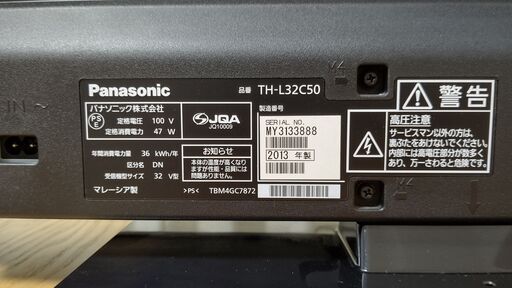 Panasonic
品番 TH-L32C50
パナソニック株式会社
PS
E
定格電圧 100 V
定格消費電力 47 W
JQA
JQ10009
製造番号
SERIAL NO.
MY3133888
2013 年製
年間消費電力量 36 kWh/年
区分名 DN
受信機型サイズ 32 V型
マレーシア製
お知らせ
本体の温度が高くなり
ますが性能・品質には
問題ありません。
>PS< TBM4GC7872
警告
高圧注意
サービスマン以外の方は、
裏ぶたをあけないでください。
内部には高電圧部分が数多く
あり、万一さわると危険です。
IN